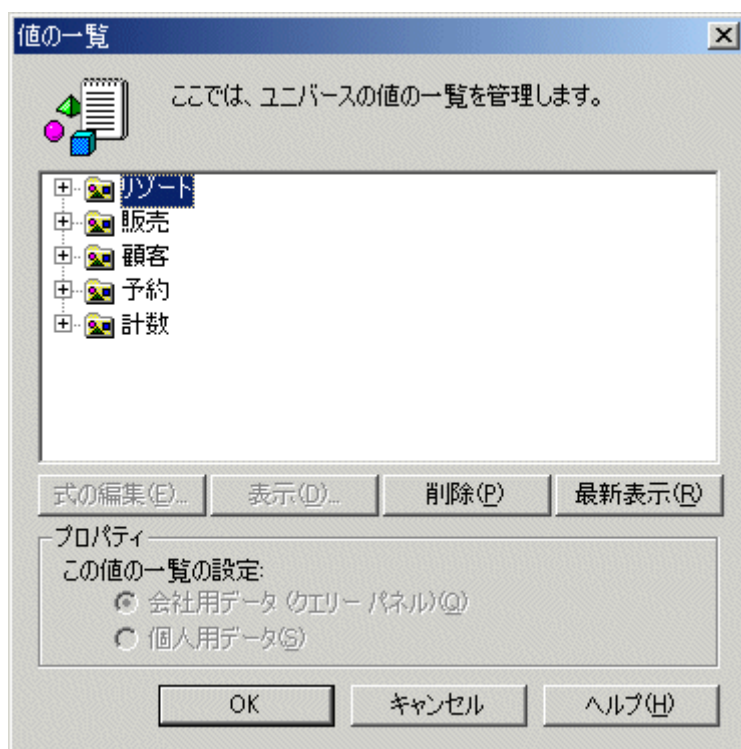 値の一覧
ここでは、ユニバースの値の一覧を管理します。
リソート
販売
顧客
予約
計数
式の編集(E)...
表示(D)...
削除(P)
最新表示(R)
プロパティ
この値の一覧の設定:
会社用データ (クエリー パネル)(Q)
個人用データ(S)
OK
キャンセル
ヘルプ(H)